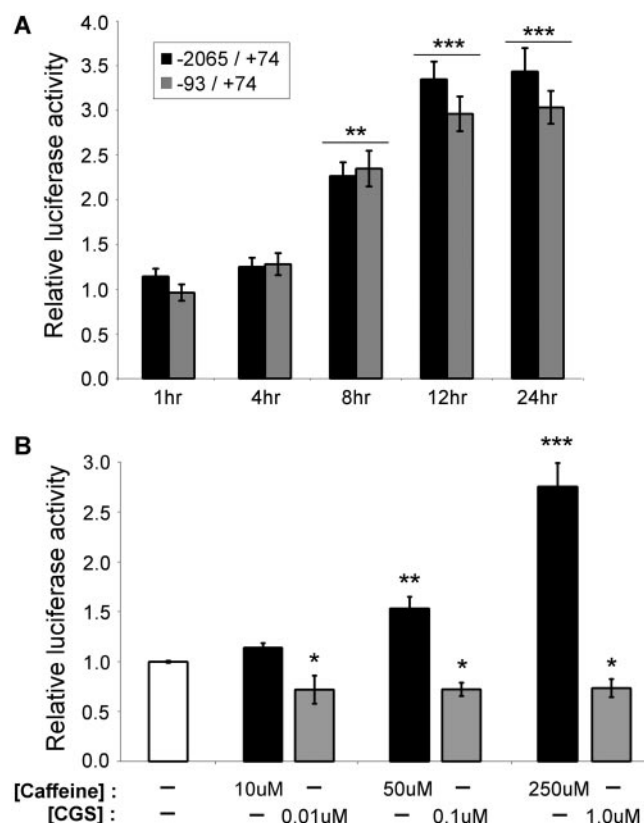 A
Relative luciferase activity
4.0
3.5
3.0
2.5
2.0
1.5
1.0
0.5
0.0
-2065 / +74
-93 / +74
**
***
***
1hr 4hr 8hr 12hr 24hr
B
Relative luciferase activity
3.0
2.5
2.0
1.5
1.0
0.5
0.0
*
**
*
***
*
[Caffeine] : – 10uM – 50uM – 250uM –
[CGS] : – – 0.01uM – 0.1uM – 1.0uM